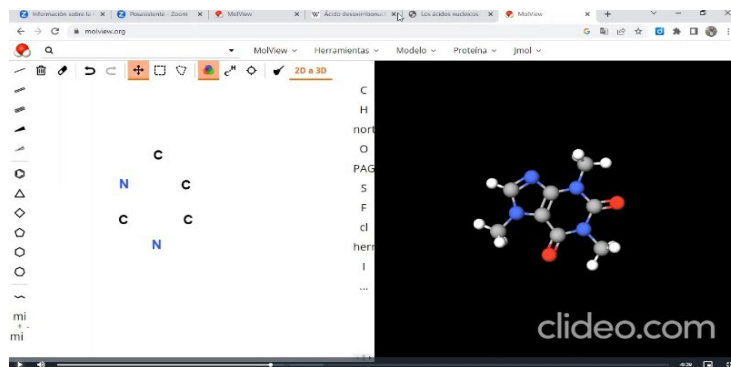 Información sobre la r
Posasistente - Zoom
MolView
Ácido desoxirribonucl
Los ácidos nucleicos
MolView
molview.org
MolView
Herramientas
Modelo
Proteína
Jmol
2D a 3D
C
H
nort
O
PAG
S
F
cl
herr
I
...
C
N
C
C
C
N
mi
+ -
mi
clideo.com